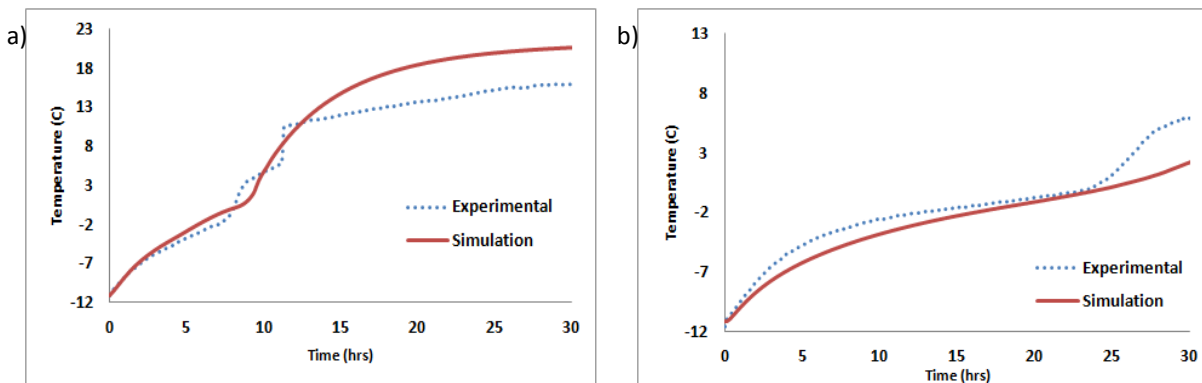 a)
Temperature (C)
23
18
13
8
3
-2
-7
-12
0 5 10 15 20 25 30
Time (hrs)
Experimental
Simulation
b)
Temperature (C)
13
8
3
-2
-7
-12
0 5 10 15 20 25 30
Time (hrs)
Experimental
Simulation